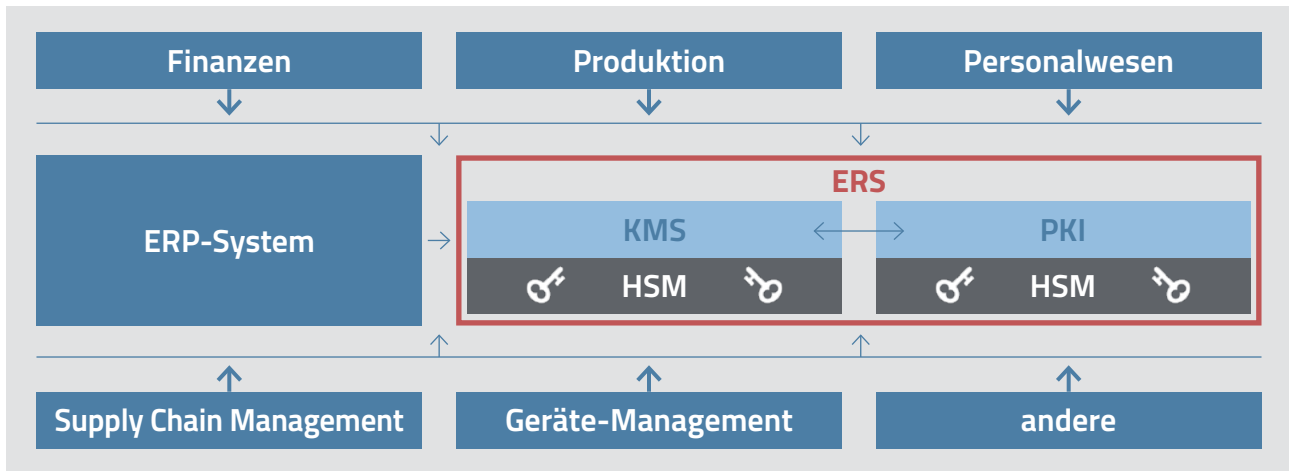 Finanzen
Produktion
Personalwesen
ERP-System
ERS
KMS
PKI
HSM
HSM
Supply Chain Management
Geräte-Management
andere